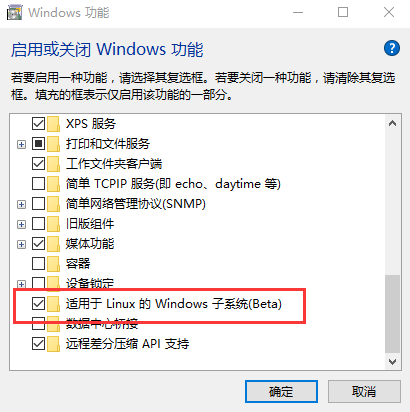 Windows 功能
启用或关闭 Windows 功能
若要启用一种功能，请选择其复选框。若要关闭一种功能，请清除其复选
框。填充的框表示仅启用该功能的一部分。
XPS 服务
打印和文件服务
工作文件夹客户端
简单 TCPIP 服务(即 echo、daytime 等)
简单网络管理协议(SNMP)
旧版组件
媒体功能
容器
设备锁定
适用于 Linux 的 Windows 子系统(Beta)
数据中心桥接
远程差分压缩 API 支持
确定
取消